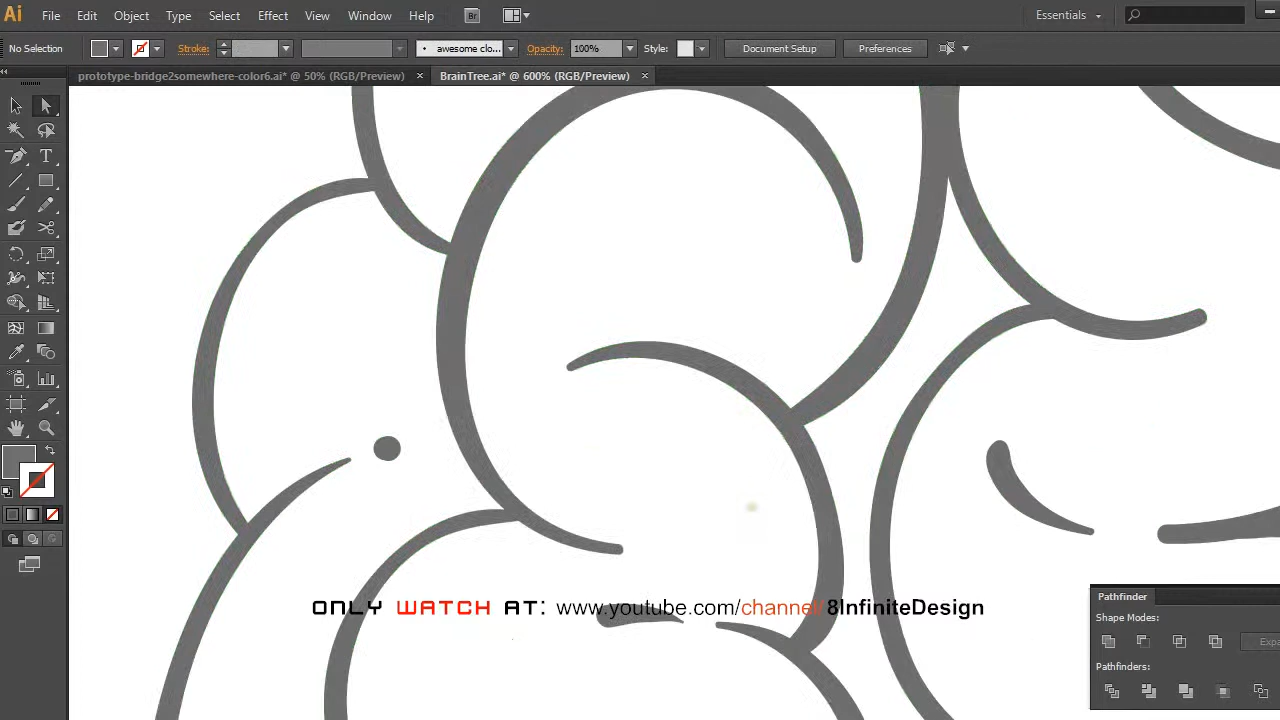 Ai File Edit Object Type Select Effect View Window Help Br Essentials
No Selection Stroke: awesome clo... Opacity: 100% Style: Document Setup Preferences
prototype-bridge2somewhere-color6.ai* @ 50% (RGB/Preview) × BrainTree.ai* @ 600% (RGB/Preview) ×
Pathfinder
ONLY WATCH AT: www.youtube.com/channel/8InfiniteDesign
Shape Modes:
Expa
Pathfinders: